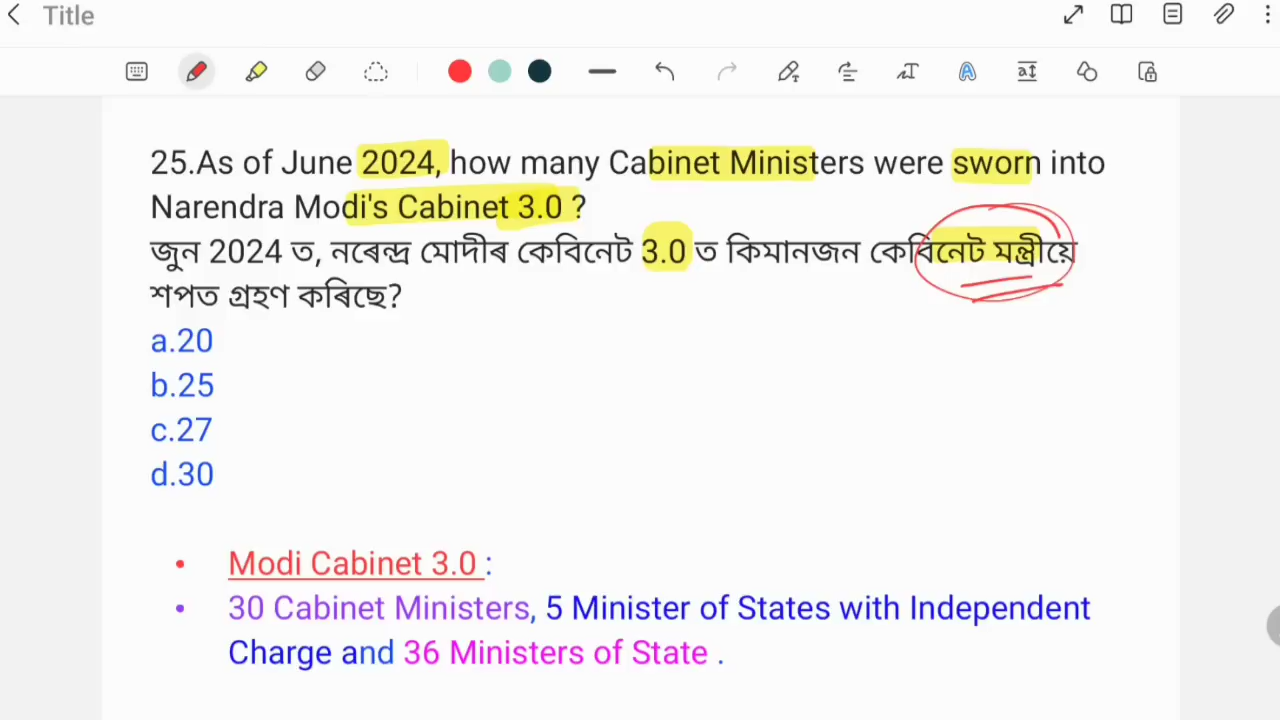 Title
25.As of June 2024, how many Cabinet Ministers were sworn into
Narendra Modi's Cabinet 3.0 ?
জুন 2024 ত, নৰেন্দ্ৰ মোদীৰ কেবিনেট 3.0 ত কিমানজন কেবিনেট মন্ত্ৰীয়ে
শপত গ্ৰহণ কৰিছে?
a.20
b.25
c.27
d.30
• Modi Cabinet 3.0 :
• 30 Cabinet Ministers, 5 Minister of States with Independent
Charge and 36 Ministers of State .